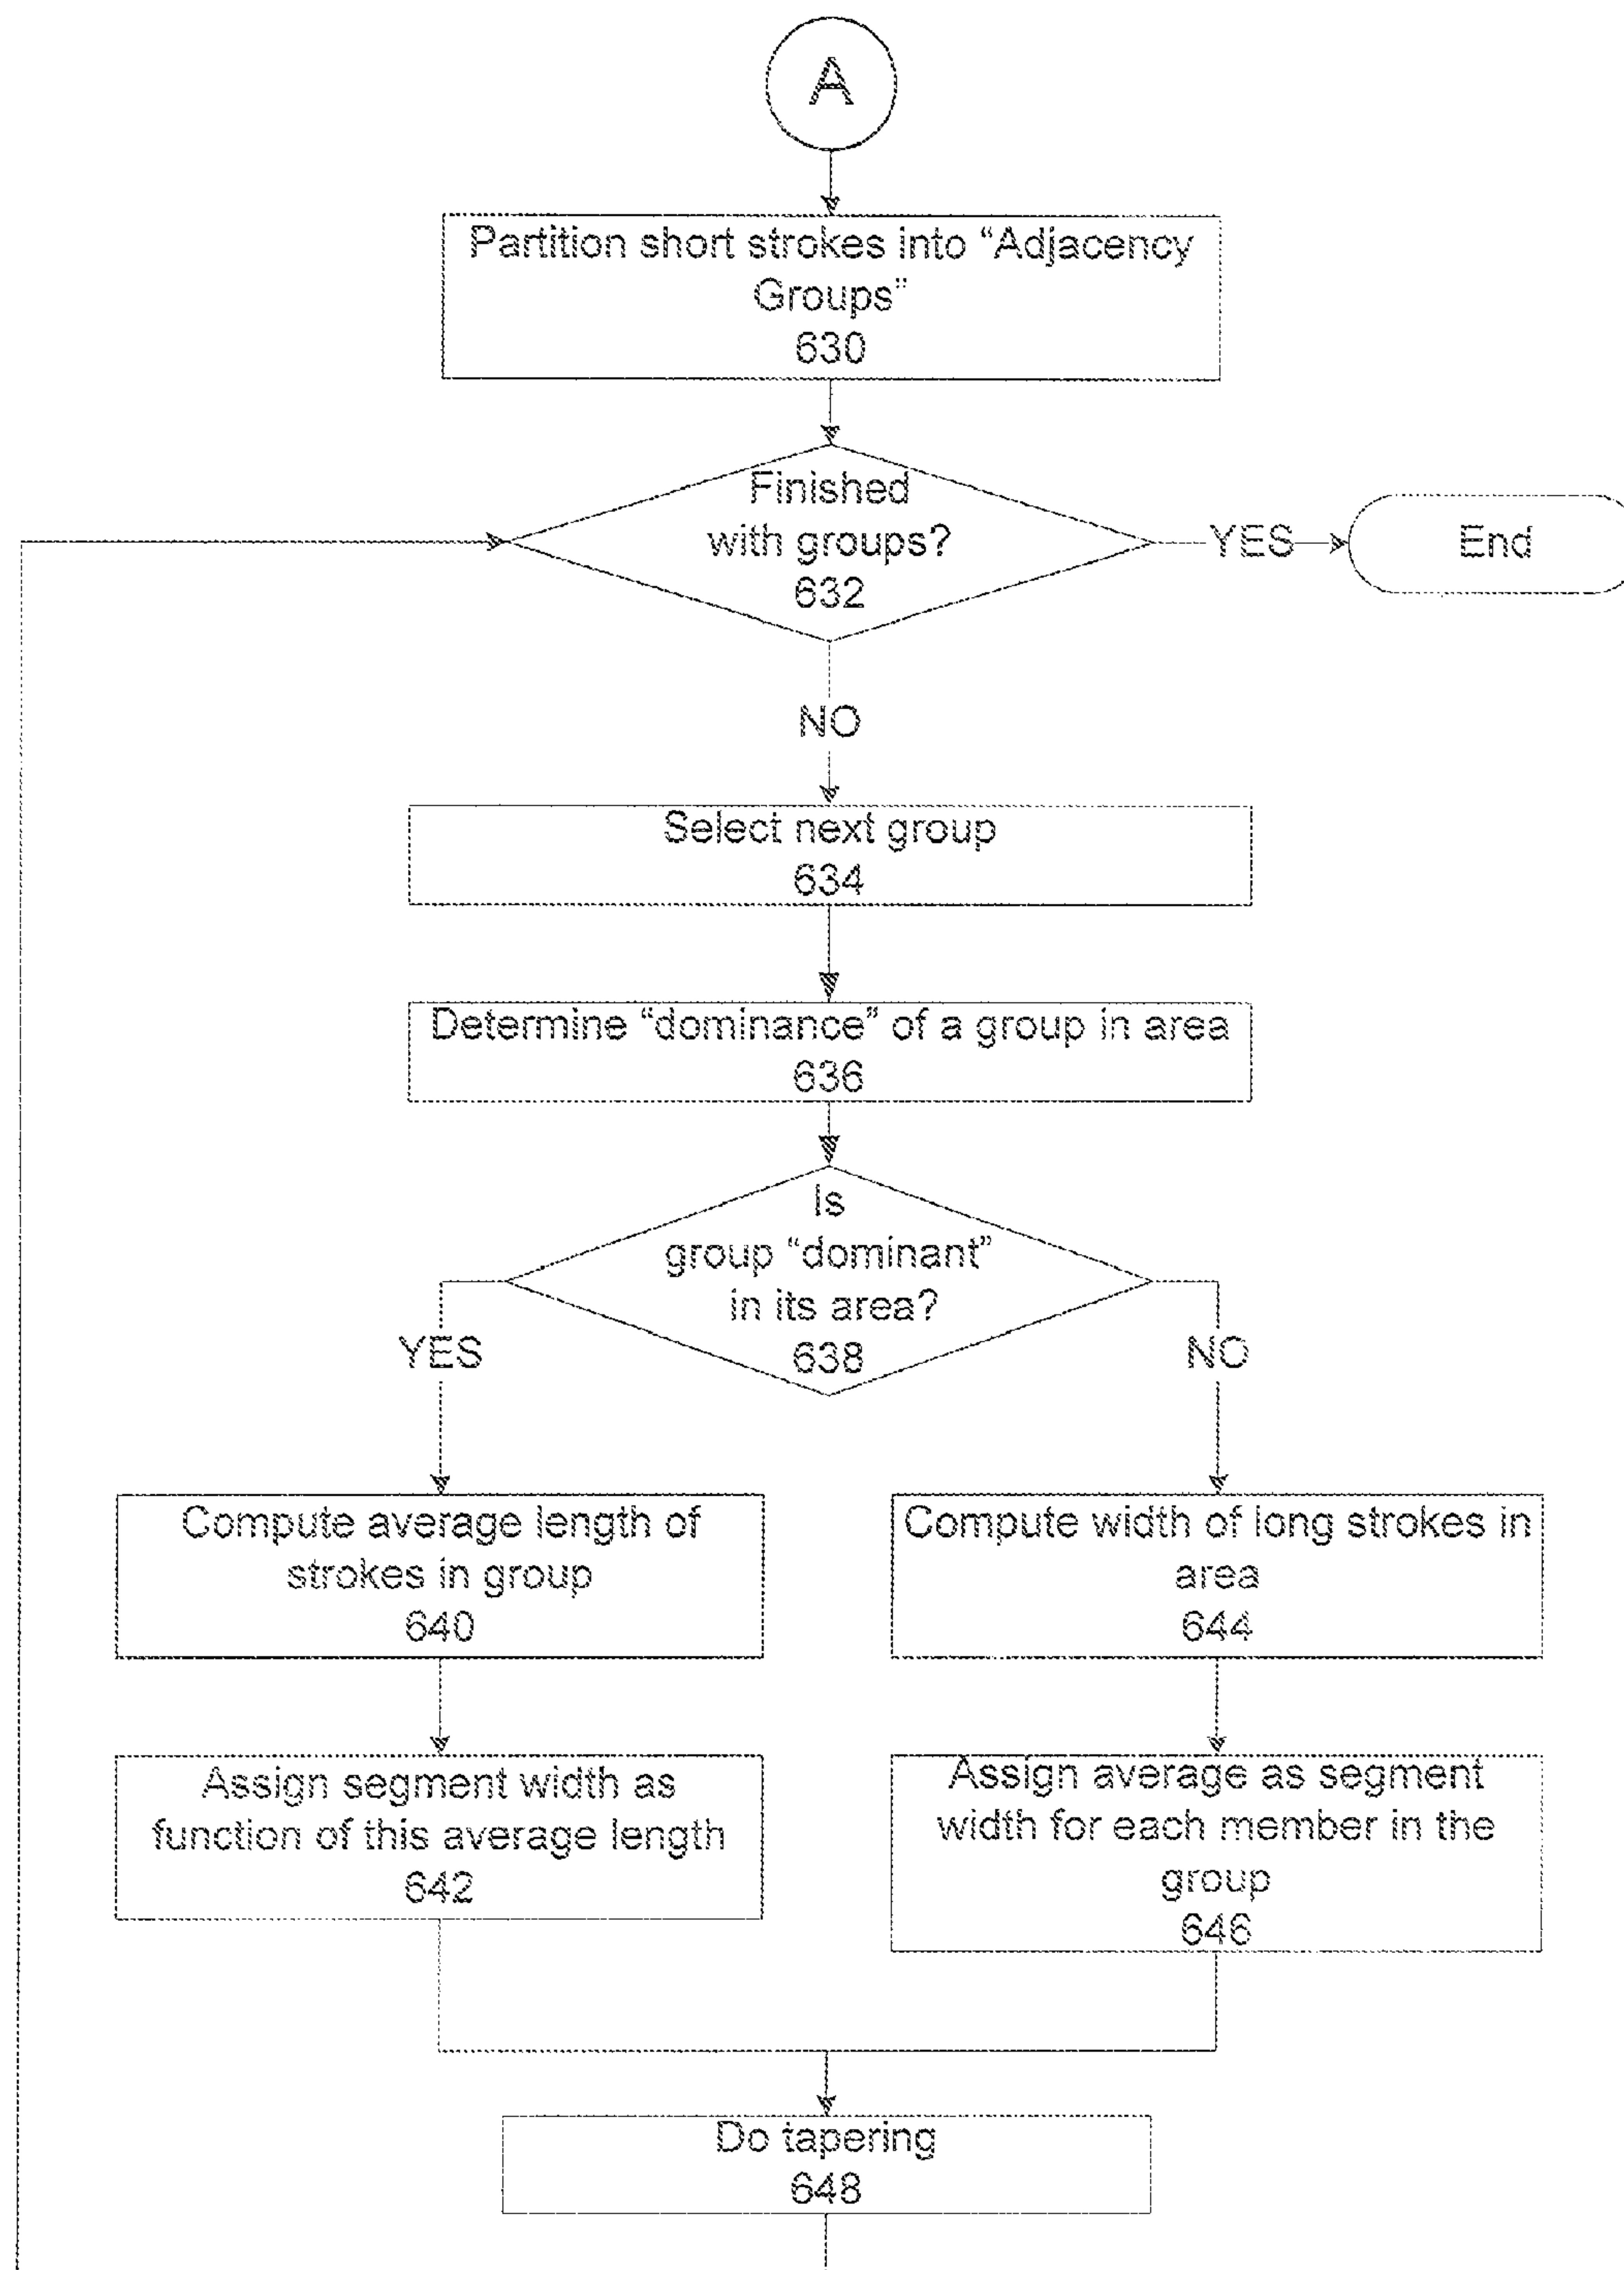 A
Partition short strokes into “Adjacency
Groups”
630
Finished
with groups?
632
YES
End
NO
Select next group
634
Determine “dominance” of a group in area
636
Is
group “dominant”
in its area?
638
YES
NO
Compute average length of
strokes in group
640
Compute width of long strokes in
area
644
Assign segment width as
function of this average length
642
Assign average as segment
width for each member in the
group
646
Do tapering
648